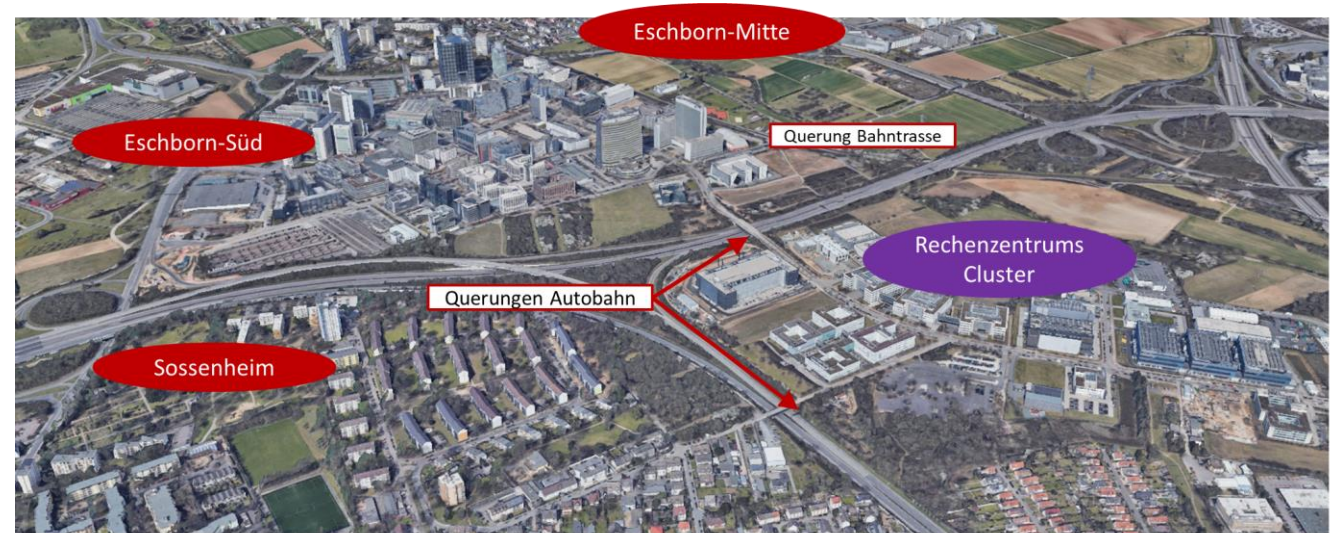 Eschborn-Mitte
Eschborn-Süd
Querung Bahntrasse
Rechenzentrums
Cluster
Querungen Autobahn
Sossenheim